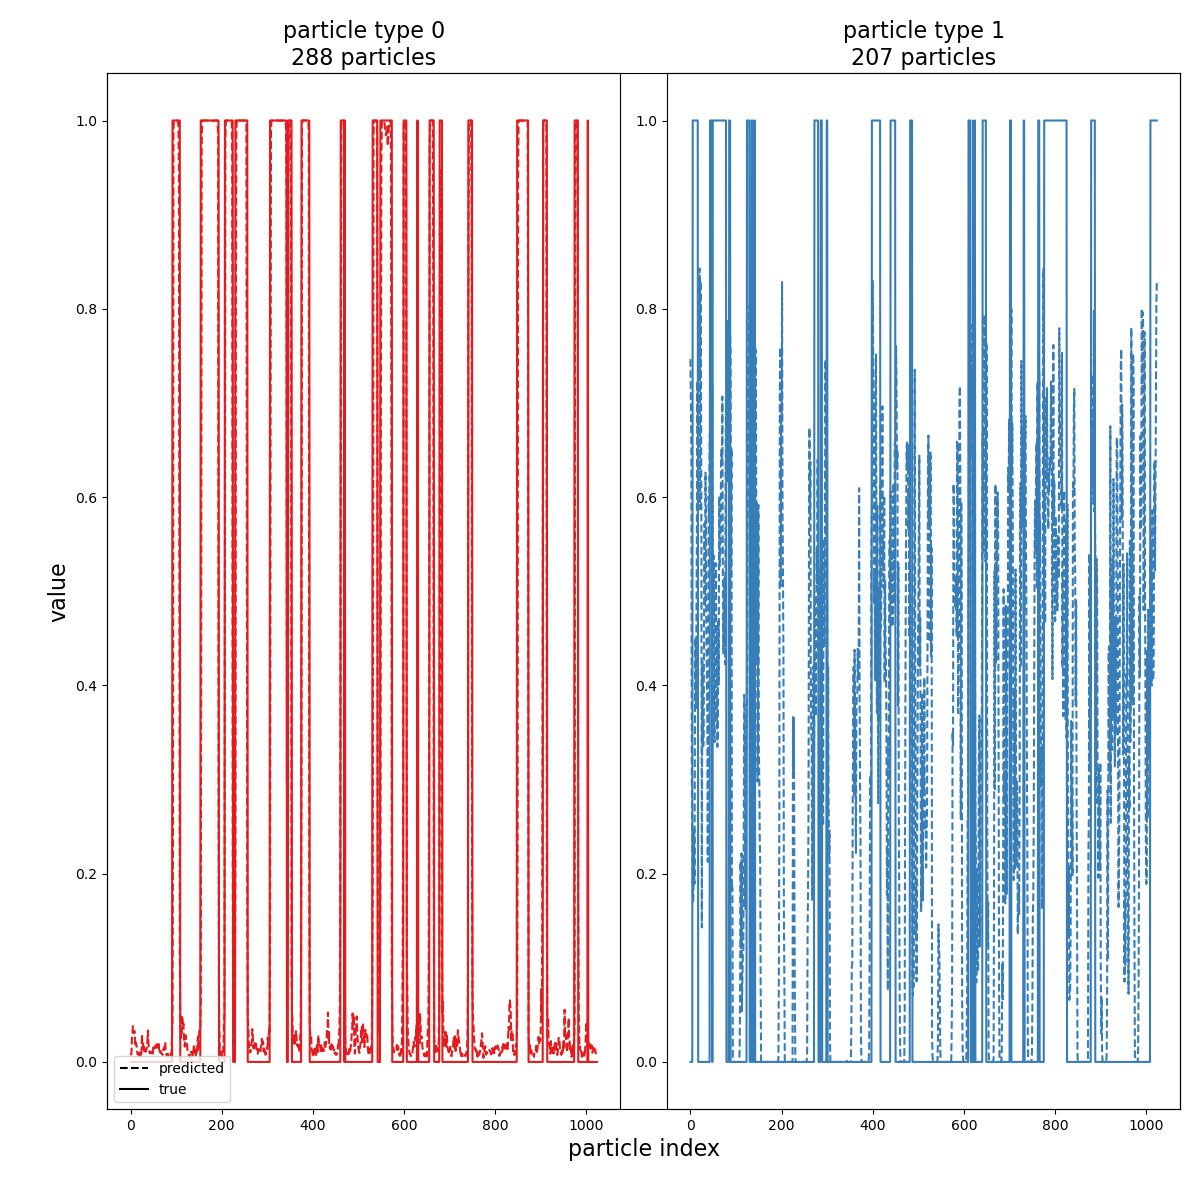 particle type 0
288 particles
particle type 1
207 particles
value
1.0
0.8
0.6
0.4
0.2
0.0
1.0
0.8
0.6
0.4
0.2
0.0
predicted
true
0 200 400 600 800 1000
0 200 400 600 800 1000
particle index